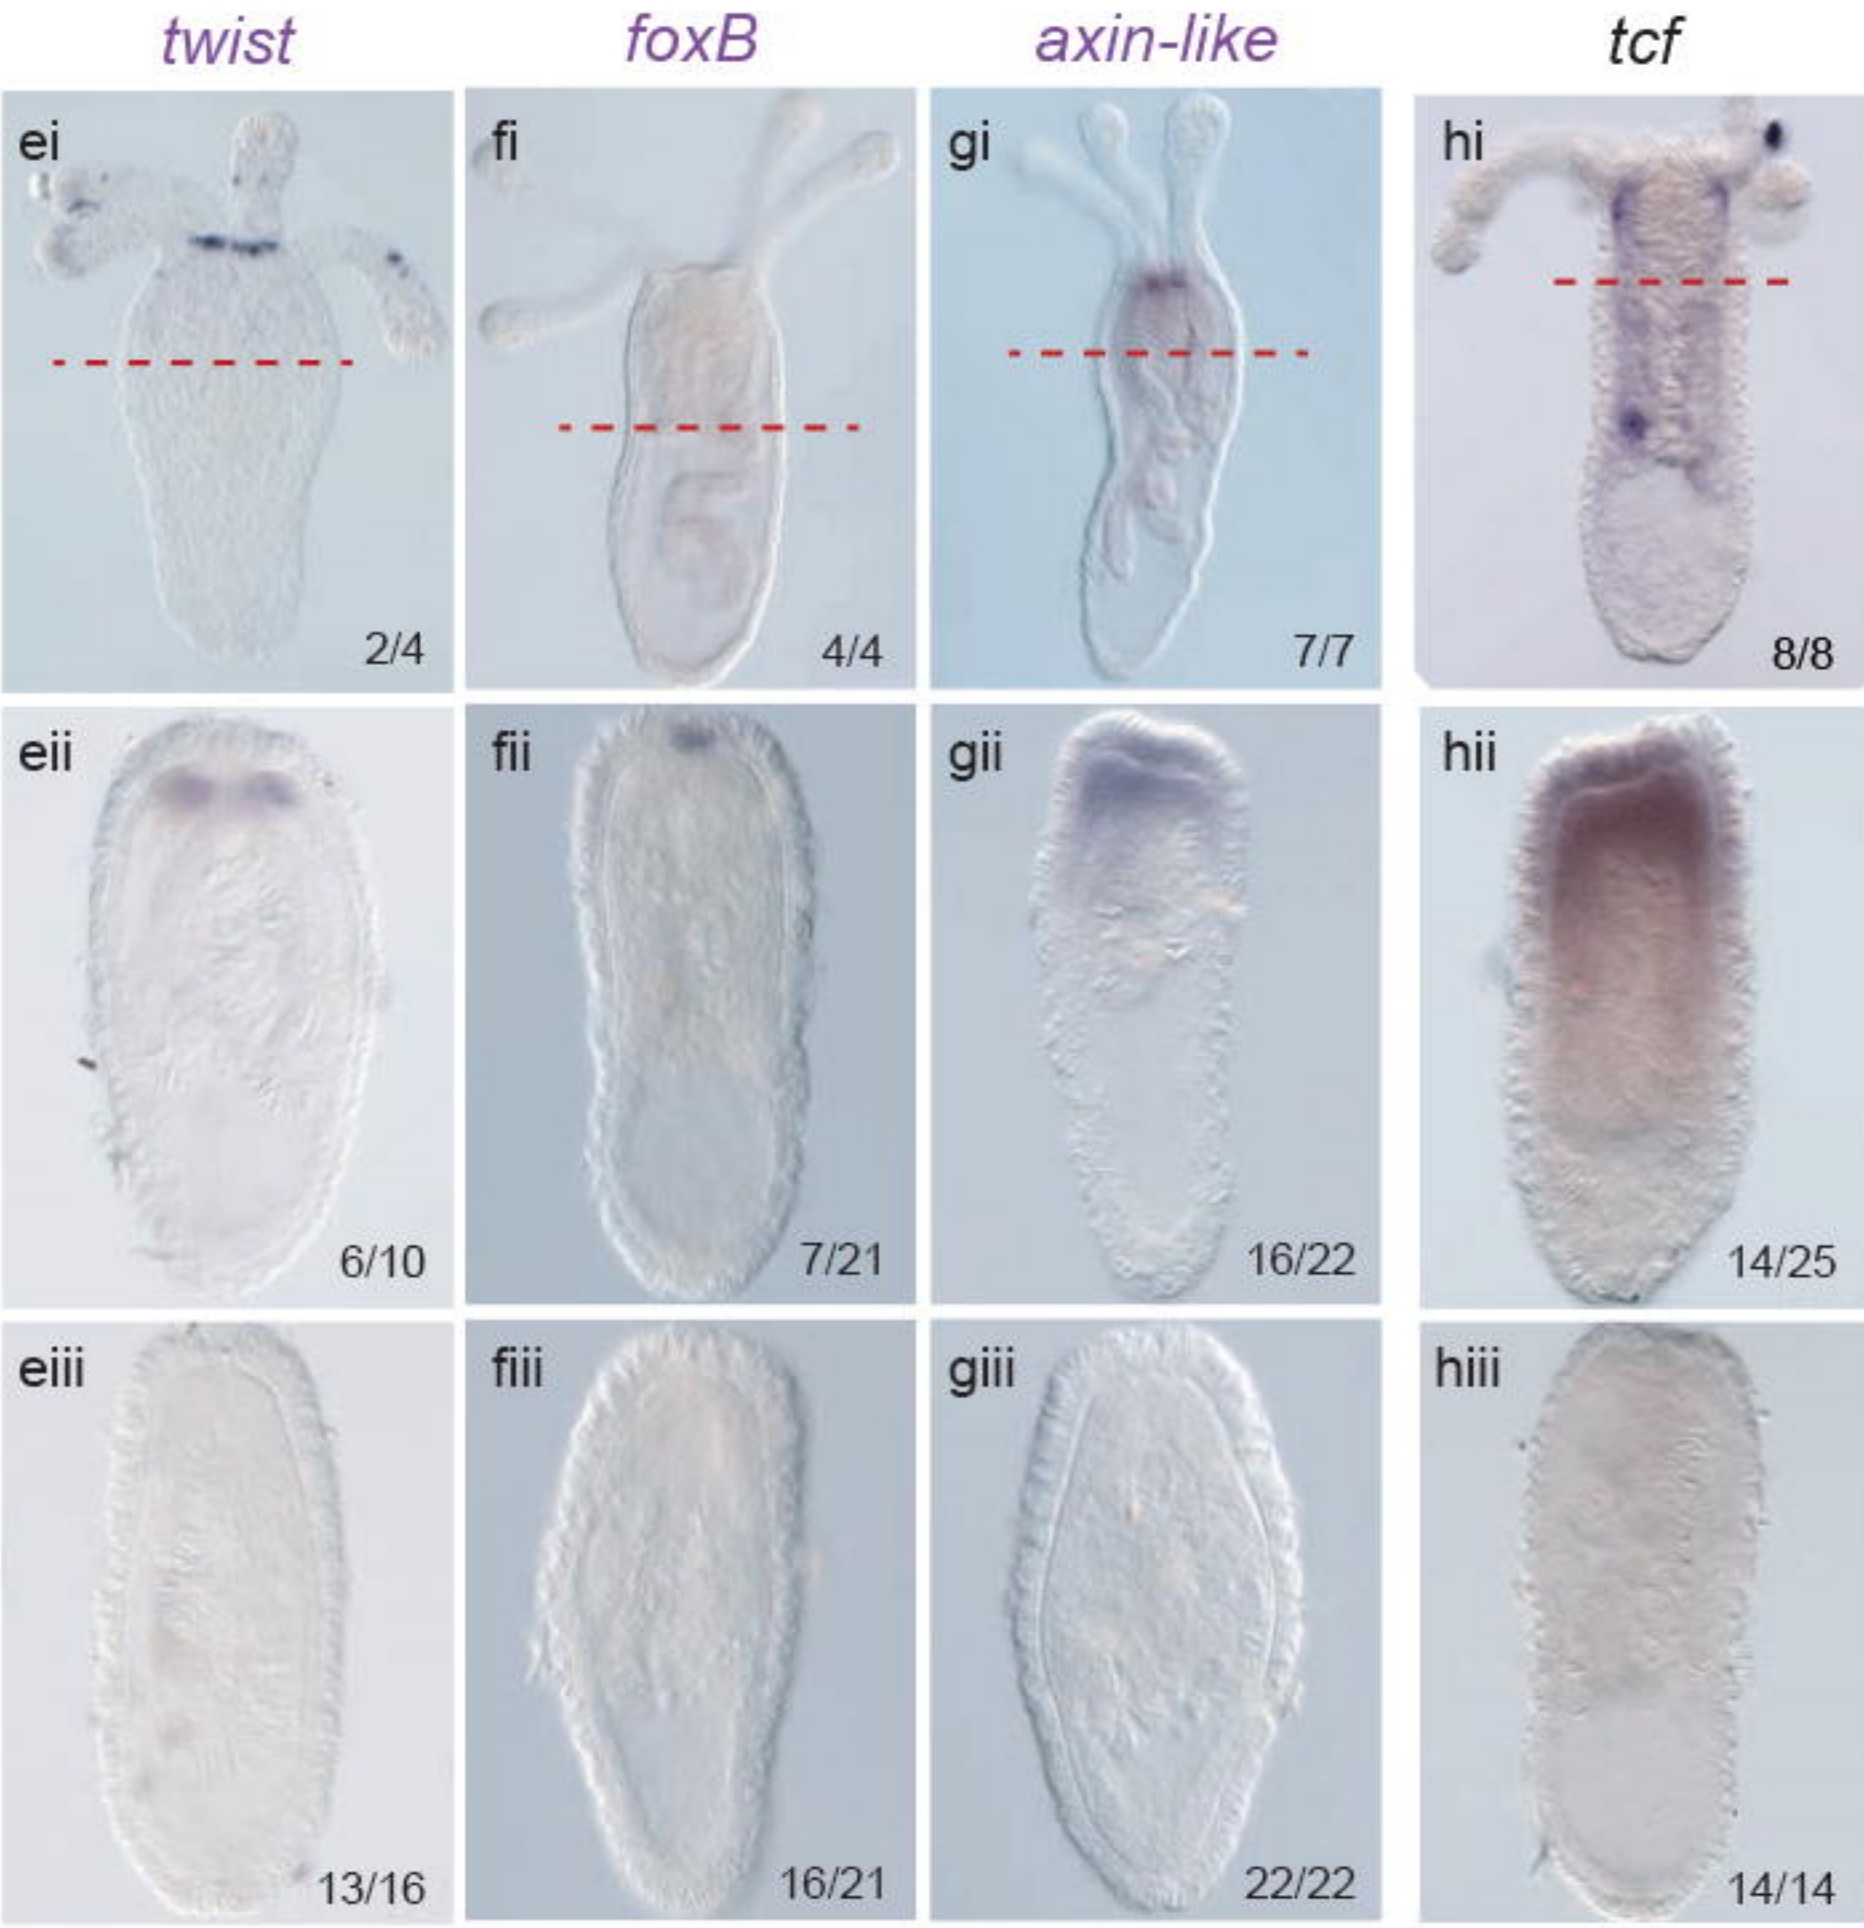 twist foxB axin-like tcf
ei fi gi hi
2/4 4/4 7/7 8/8
eii fii gii hii
6/10 7/21 16/22 14/25
eiii fiii giii hiii
13/16 16/21 22/22 14/14